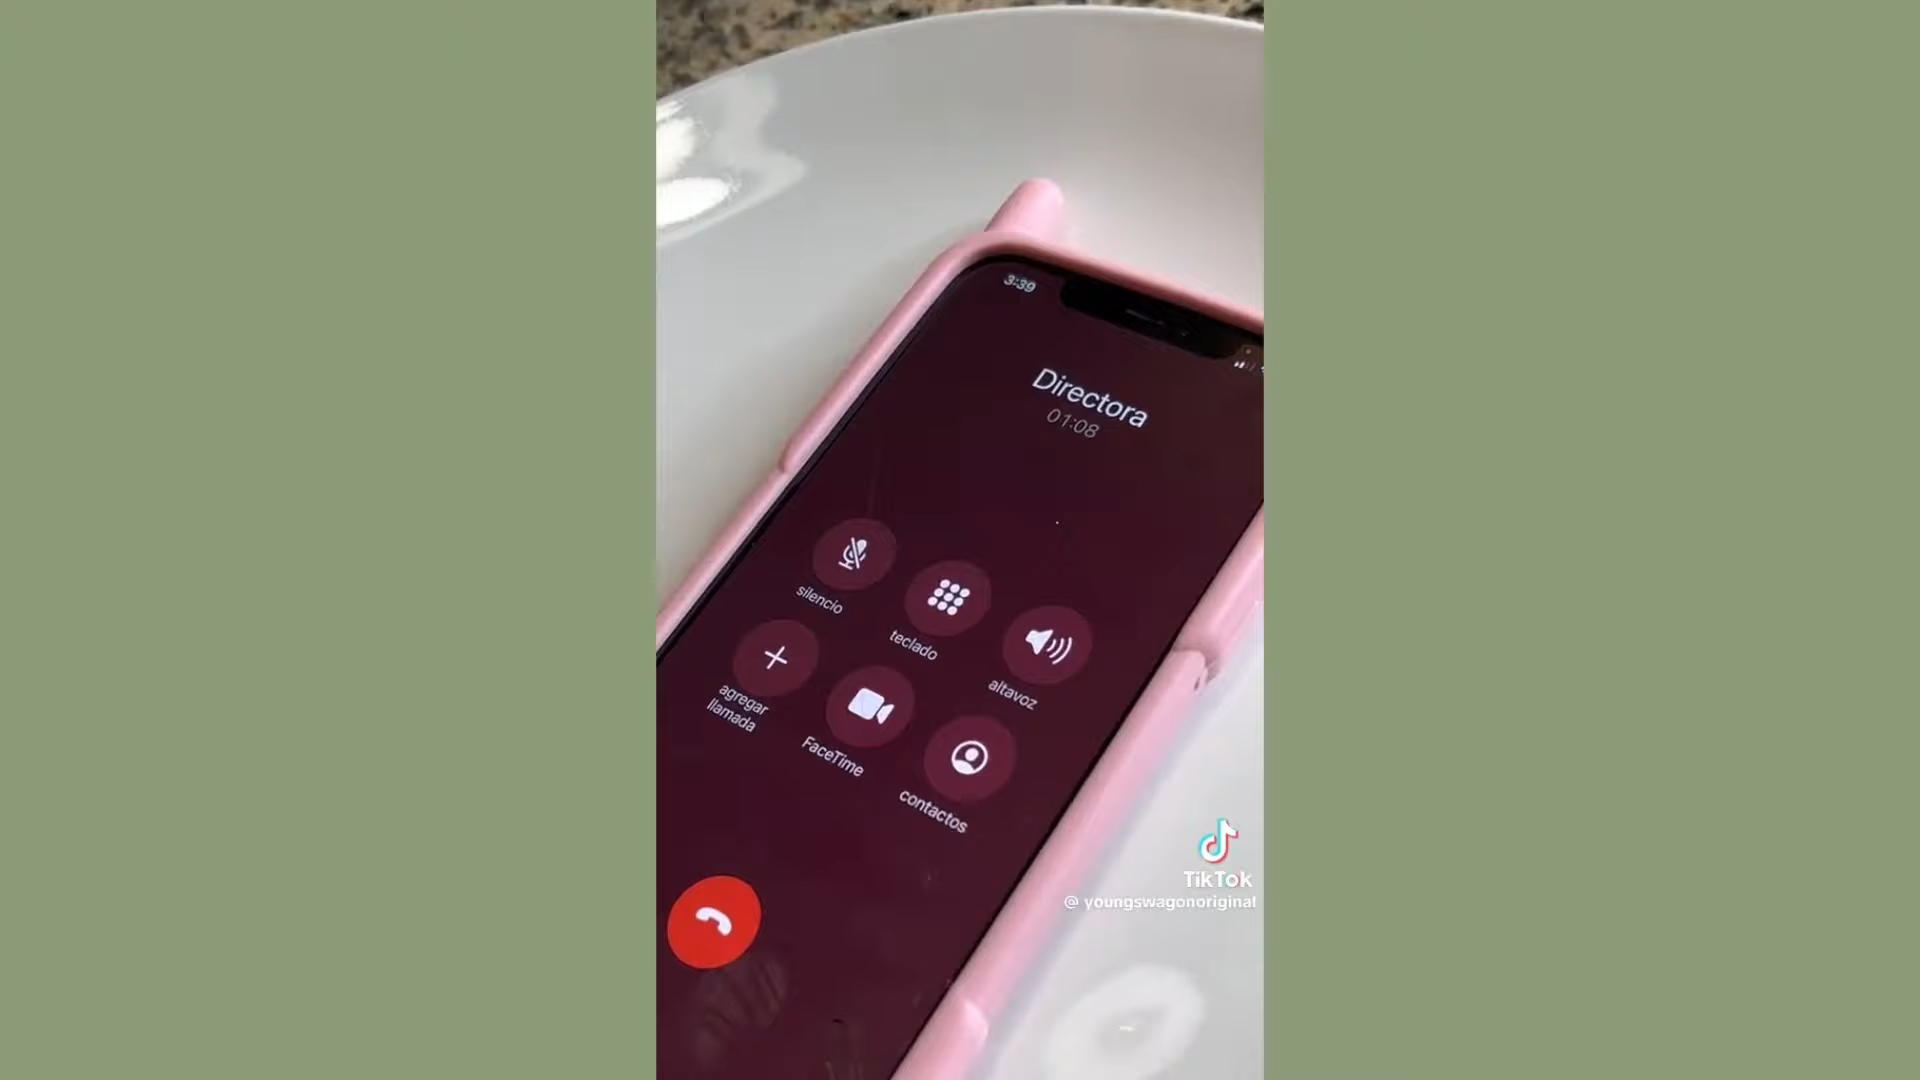 3:39
Directora
01:08
silencio
teclado
altavoz
agregar
llamada
FaceTime
contactos
TikTok
@ youngswagonoriginal